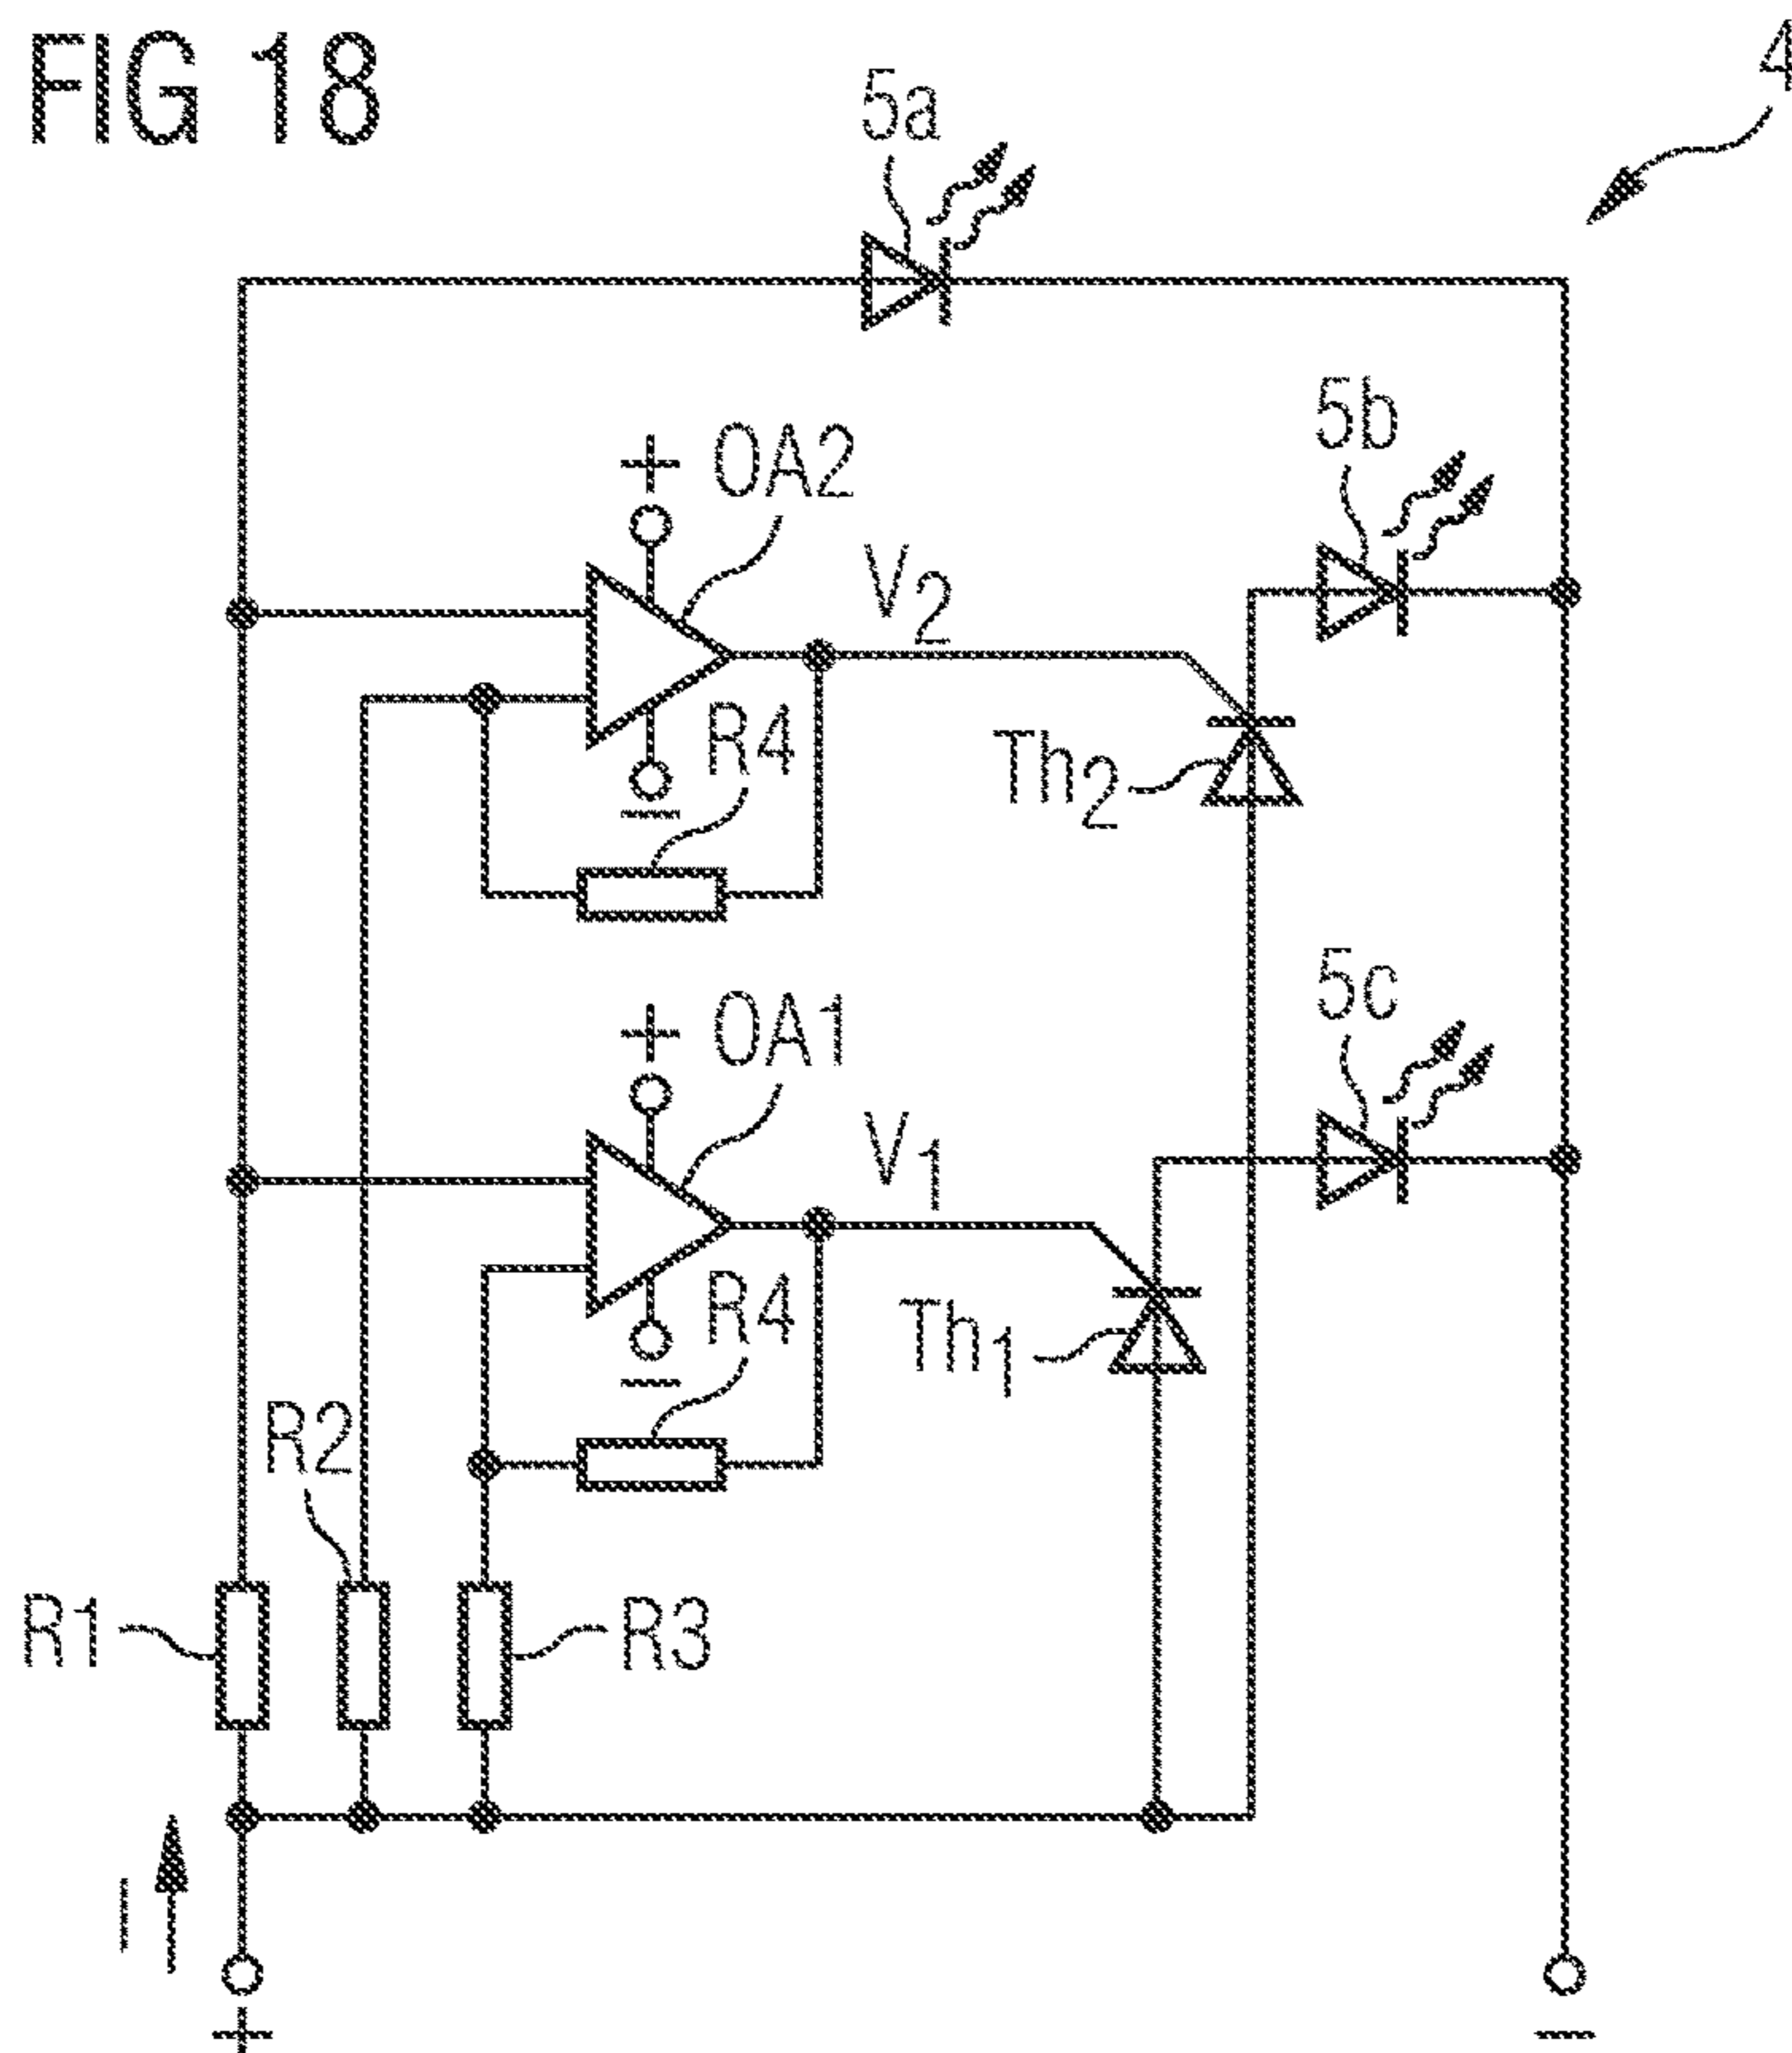 FIG 18
4
5a
5b
+ OA2
V2
R4
Th2
−
5c
+ OA1
V1
R4
Th1
−
R2
R1
R3
I
+ −